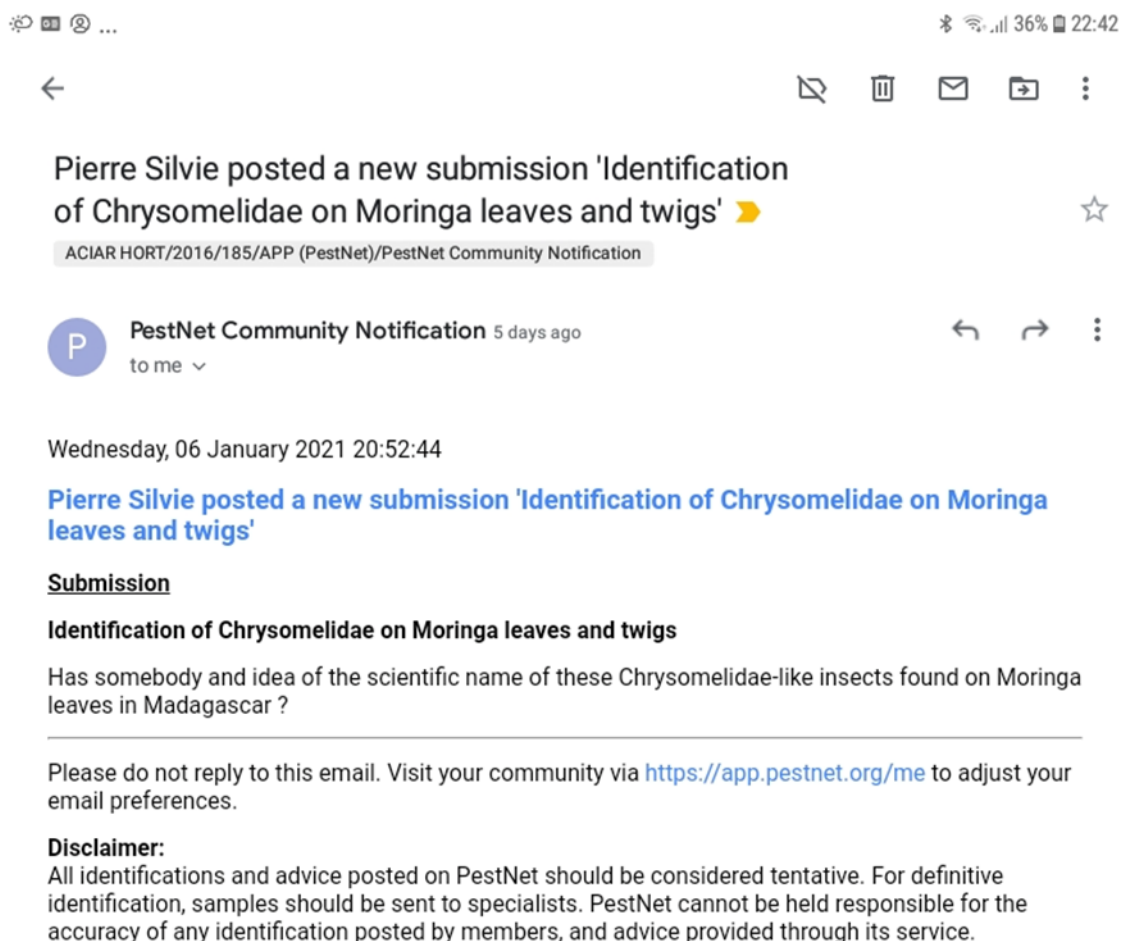 ... 36% 22:42
Pierre Silvie posted a new submission 'Identification
of Chrysomelidae on Moringa leaves and twigs'
ACIAR HORT/2016/185/APP (PestNet)/PestNet Community Notification
P
PestNet Community Notification 5 days ago
to me
Wednesday, 06 January 2021 20:52:44
Pierre Silvie posted a new submission 'Identification of Chrysomelidae on Moringa
leaves and twigs'
Submission
Identification of Chrysomelidae on Moringa leaves and twigs
Has somebody and idea of the scientific name of these Chrysomelidae-like insects found on Moringa
leaves in Madagascar ?
Please do not reply to this email. Visit your community via https://app.pestnet.org/me to adjust your
email preferences.
Disclaimer:
All identifications and advice posted on PestNet should be considered tentative. For definitive
identification, samples should be sent to specialists. PestNet cannot be held responsible for the
accuracy of any identification posted by members, and advice provided through its service.